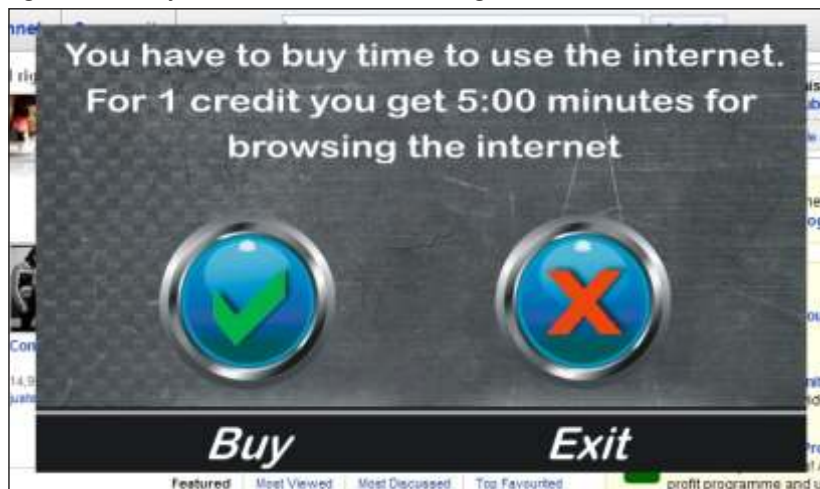 You have to buy time to use the internet.
For 1 credit you get 5:00 minutes for
browsing the internet
Buy Exit
Featured Most Viewed Most Discussed Top Favourited
profit programme and